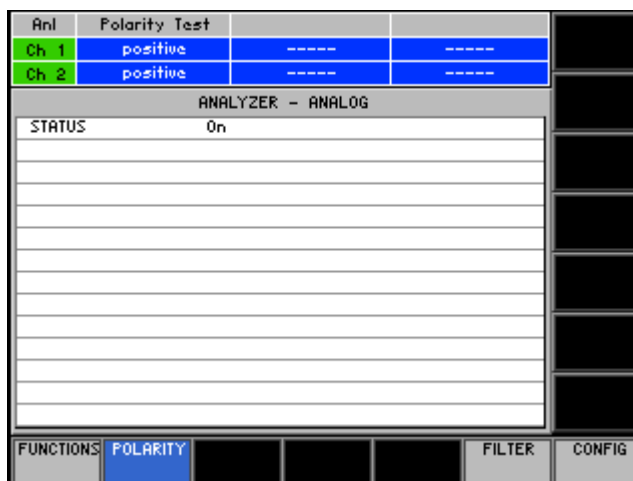 Anl Polarity Test
Ch 1 positive ----- -----
Ch 2 positive ----- -----
ANALYZER - ANALOG
STATUS On
FUNCTIONS POLARITY FILTER CONFIG